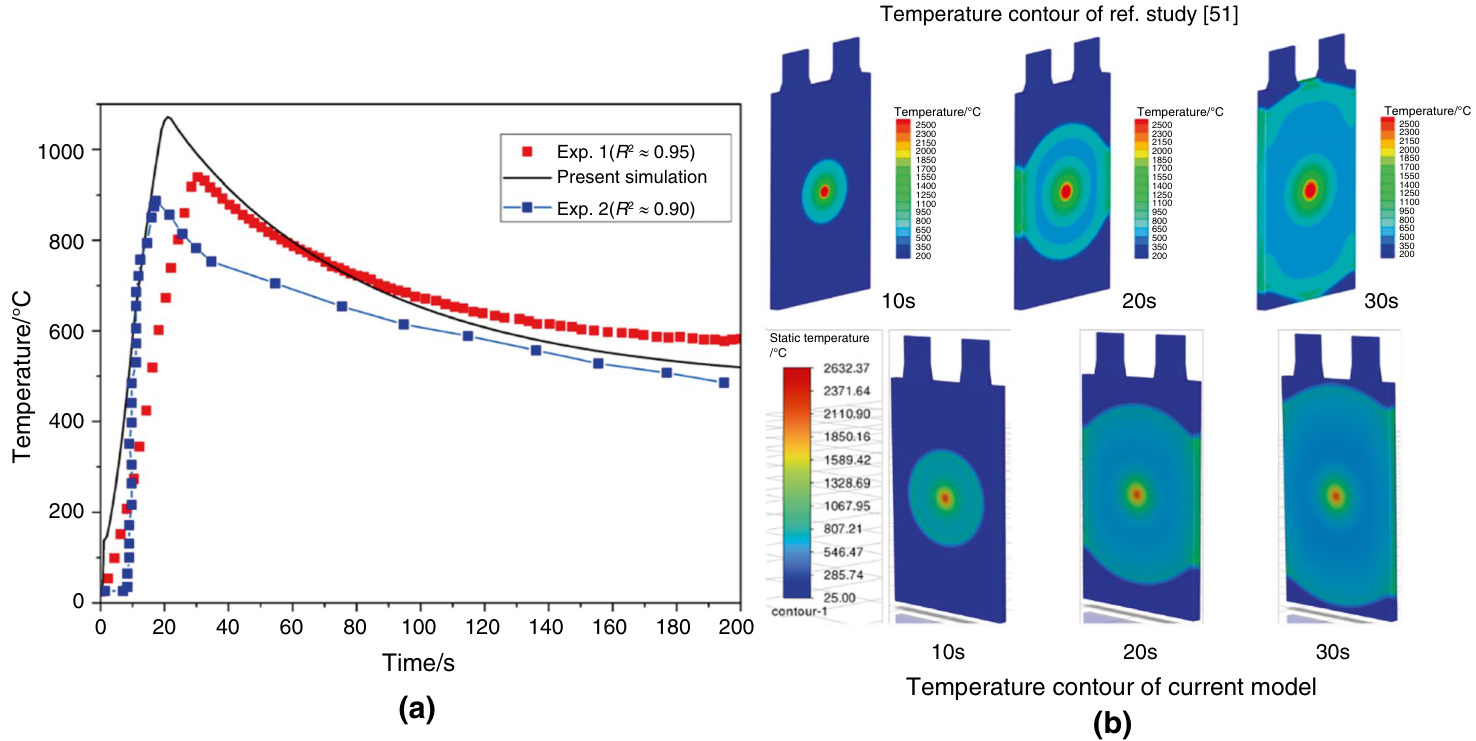 Temperature contour of ref. study [51]
Temperature/°C
1000
800
600
400
200
0
0 20 40 60 80 100 120 140 160 180 200
Time/s
Exp. 1(R² ≈ 0.95)
Present simulation
Exp. 2(R² ≈ 0.90)
(a)
Temperature/°C
2500
2300
2150
2000
1850
1700
1550
1400
1250
1100
950
800
650
500
350
200
10s
Temperature/°C
2500
2300
2150
2000
1850
1700
1550
1400
1250
1100
950
800
650
500
350
200
20s
Temperature/°C
2500
2300
2150
2000
1850
1700
1550
1400
1250
1100
950
800
650
500
350
200
30s
Static temperature
/°C
2632.37
2371.64
2110.90
1850.16
1589.42
1328.69
1067.95
807.21
546.47
285.74
25.00
contour-1
10s
20s
30s
Temperature contour of current model
(b)